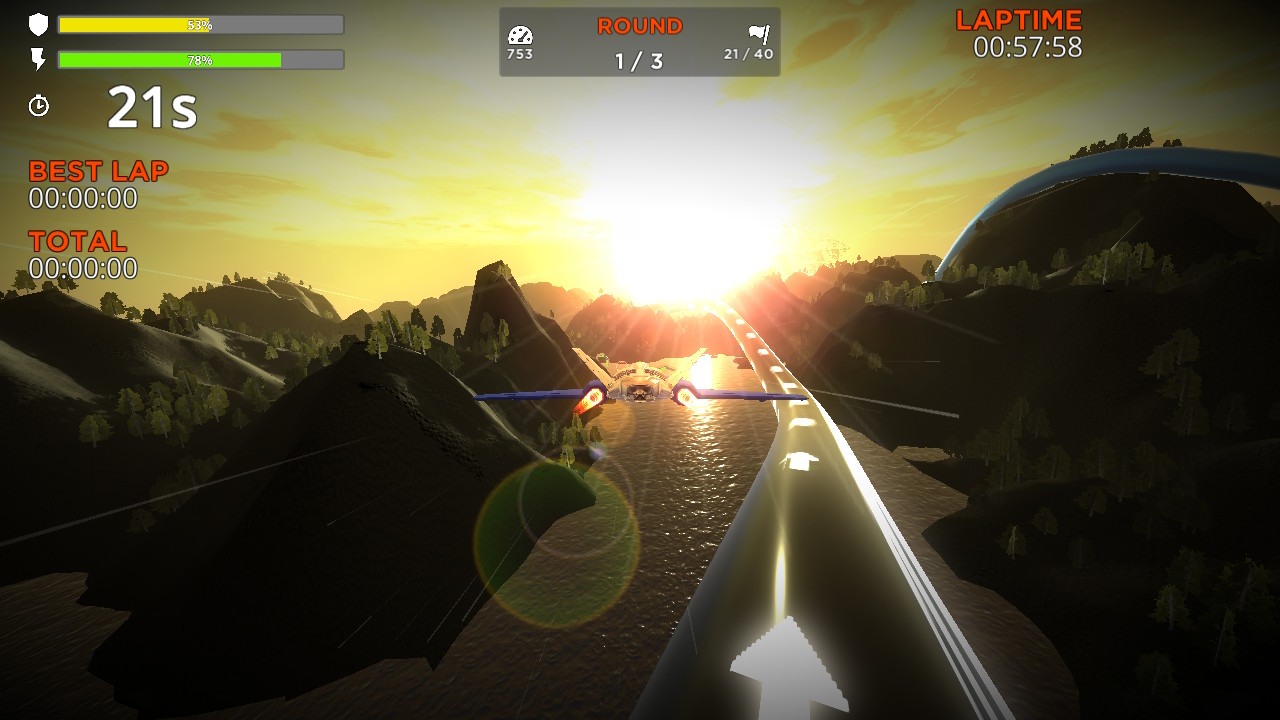 53%
78%
21s
BEST LAP
00:00:00
TOTAL
00:00:00
ROUND
753
1 / 3
21 / 40
LAPTIME
00:57:58